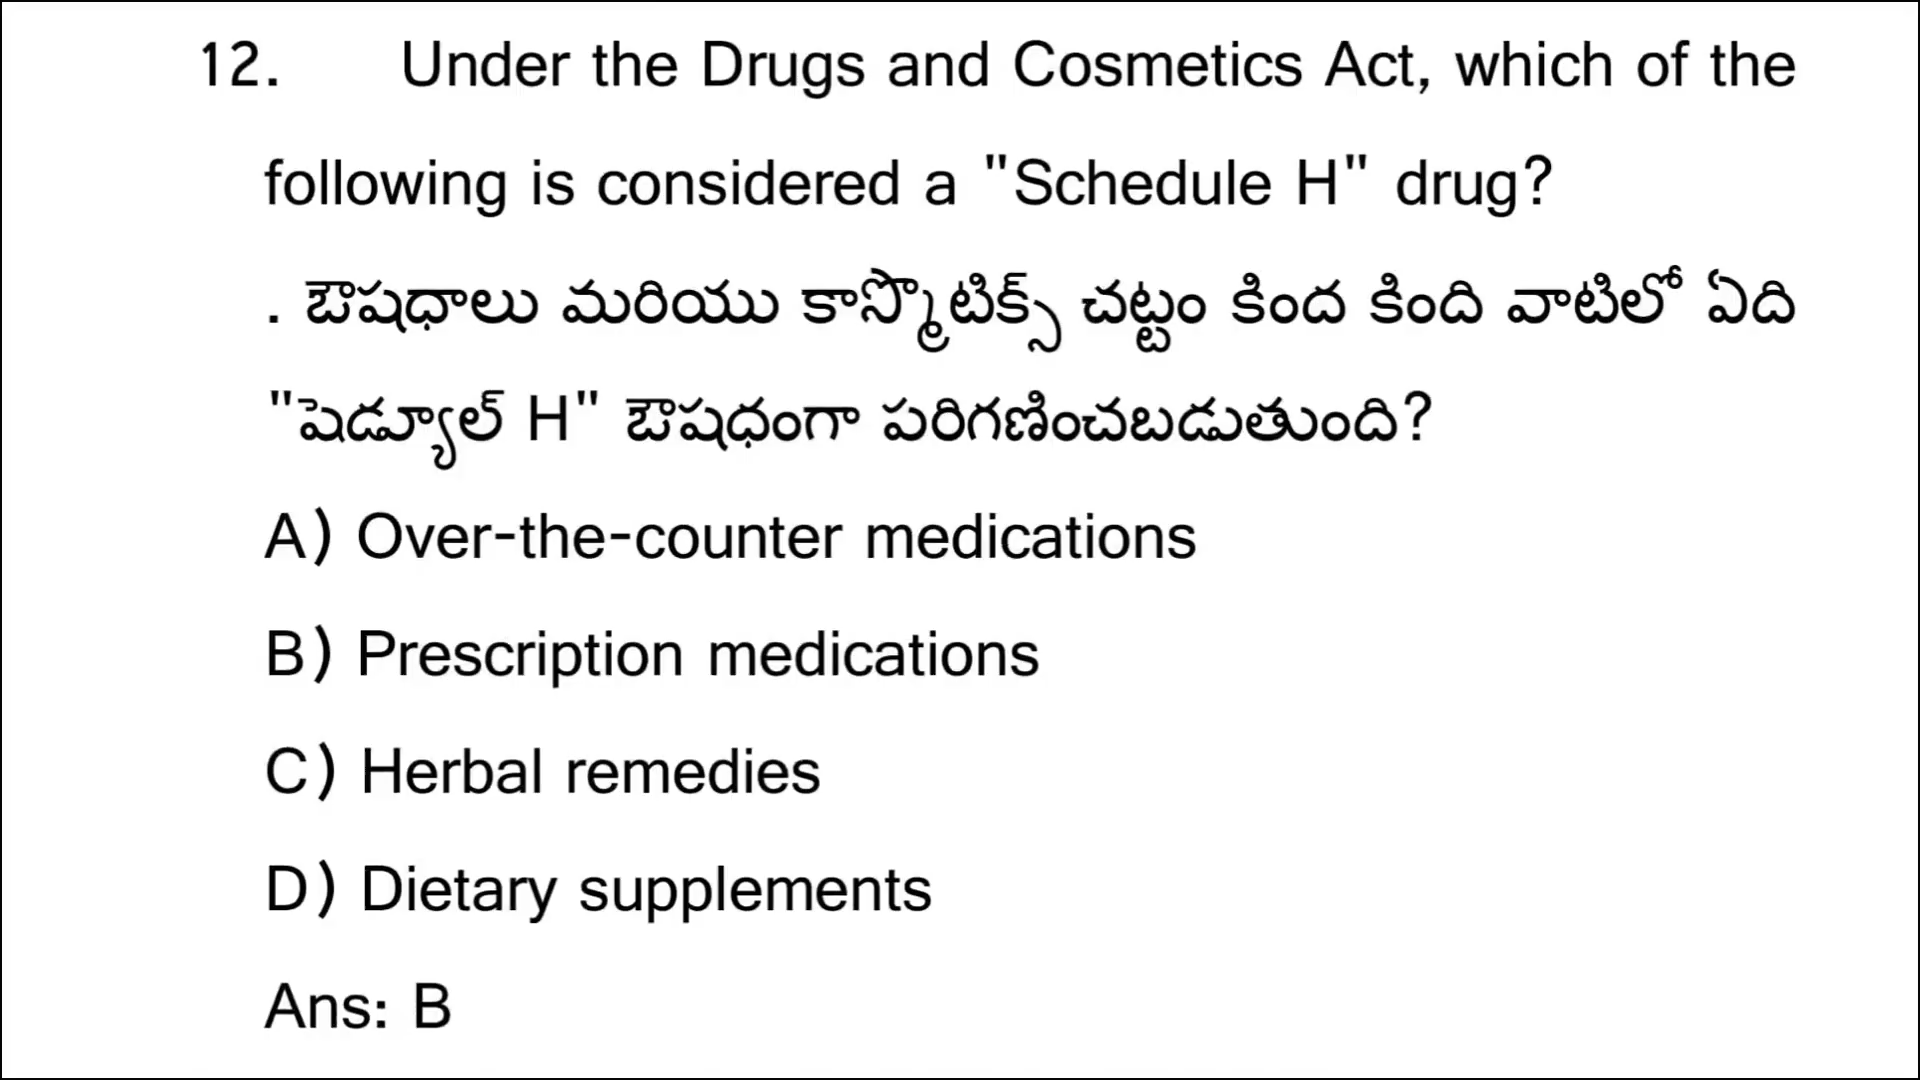 12. Under the Drugs and Cosmetics Act, which of the
following is considered a "Schedule H" drug?
. ఔషధాలు మరియు కాస్మొటిక్స్ చట్టం కింద కింది వాటిలో ఏది
"షెడ్యూల్ H" ఔషధంగా పరిగణించబడుతుంది?
A) Over-the-counter medications
B) Prescription medications
C) Herbal remedies
D) Dietary supplements
Ans: B